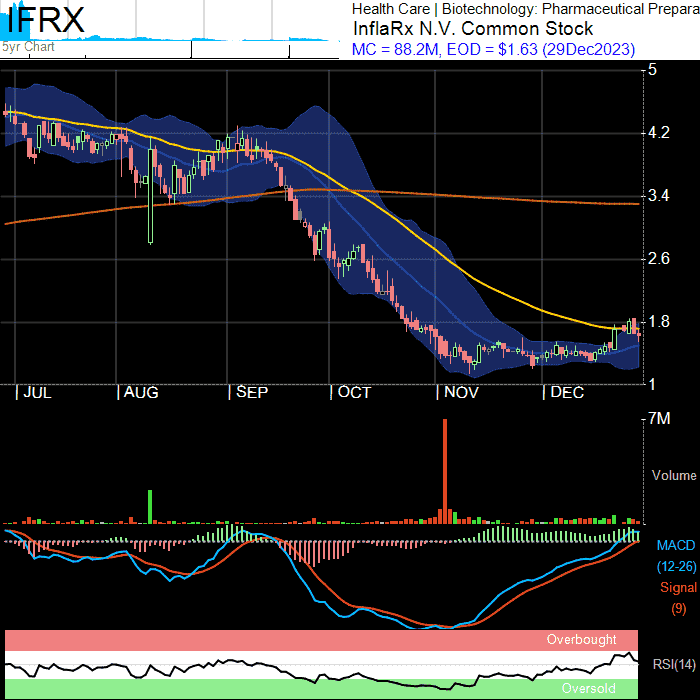 IFRX
5yr Chart
Health Care | Biotechnology: Pharmaceutical Prepara
InflaRx N.V. Common Stock
MC = 88.2M, EOD = $1.63 (29Dec2023)
5
4.2
3.4
2.6
1.8
1
JUL
AUG
SEP
OCT
NOV
DEC
7M
Volume
MACD
(12-26)
Signal
(9)
Overbought
RSI(14)
Oversold